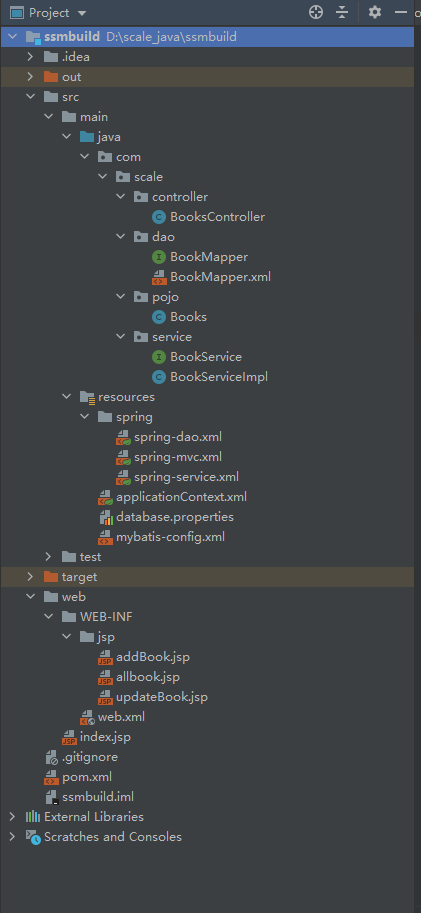 Project
ssmbuild D:\scale_java\ssmbuild
.idea
out
src
main
java
com
scale
controller
BooksController
dao
BookMapper
BookMapper.xml
pojo
Books
service
BookService
BookServiceImpl
resources
spring
spring-dao.xml
spring-mvc.xml
spring-service.xml
applicationContext.xml
database.properties
mybatis-config.xml
test
target
web
WEB-INF
jsp
addBook.jsp
allbook.jsp
updateBook.jsp
web.xml
index.jsp
.gitignore
pom.xml
ssmbuild.iml
External Libraries
Scratches and Consoles